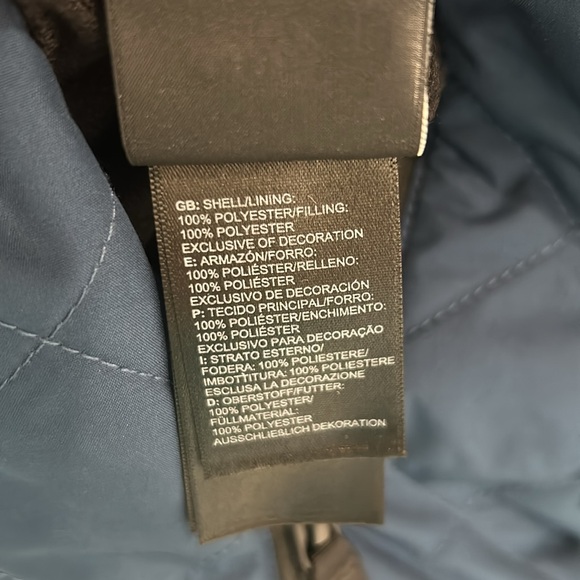 GB: SHELL/LINING:
100% POLYESTER/FILLING:
100% POLYESTER
EXCLUSIVE OF DECORATION
E: ARMAZÓN/FORRO:
100% POLIÉSTER/RELLENO:
100% POLIÉSTER
EXCLUSIVO DE DECORACIÓN
P: TECIDO PRINCIPAL/FORRO:
100% POLIÉSTER/ENCHIMENTO:
100% POLIÉSTER
EXCLUSIVO PARA DECORAÇÃO
I: STRATO ESTERNO/
FODERA: 100% POLIESTERE/
IMBOTTITURA: 100% POLIESTERE
ESCLUSA LA DECORAZIONE
D: OBERSTOFF/FUTTER:
100% POLYESTER/
FÜLLMATERIAL:
100% POLYESTER
AUSSCHLIESLICH DEKORATION